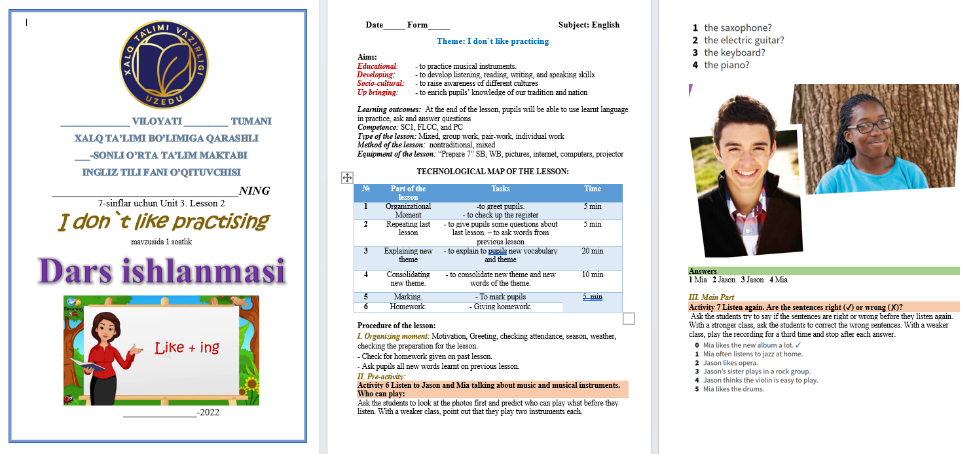 XALQ TA'LIMI VAZIRLIGI
UZEDU
_____________ VILOYATI _________ TUMANI
XALQ TA'LIMI BO'LIMIGA QARASHLI
___-SONLI O'RTA TA'LIM MAKTABI
INGLIZ TILI FANI O'QITUVCHISI
_________________________________NING
7-sinflar uchun Unit 3. Lesson 2
I don`t like practising
mavzusida 1 soatlik
Dars ishlanmasi
Like + ing
________________-2022
Date_____ Form_____ Subject: English
Theme: I don`t like practicing
Aims:
Educational: - to practice musical instruments.
Developing: - to develop listening, reading, writing, and speaking skills
Socio-cultural: - to raise awareness of different cultures
Up bringing: - to enrich pupils' knowledge of our tradition and nation
Learning outcomes: At the end of the lesson, pupils will be able to use learnt language
in practice, ask and answer questions
Competence: SC1, FLCC, and PC
Type of the lesson: Mixed, group work, pair-work, individual work.
Method of the lesson: nontraditional, mixed
Equipment of the lesson: "Prepare 7" SB, WB, pictures, internet, computers, projector
TECHNOLOGICAL MAP OF THE LESSON:
№ Part of the lesson Tasks Time
1 Organizational Moment -to greet pupils. - to check up the register 5 min
2 Repeating last lesson - to give pupils some questions about last lesson. – to ask words from previous lesson 5 min
3 Explaining new theme - to explain to pupils new vocabulary and theme 20 min
4 Consolidating new theme. - to consolidate new theme and new words of the theme. 10 min
5 Marking. - To mark pupils 5 min
6 Homework. - Giving homework.
Procedure of the lesson:
I. Organizing moment: Motivation, Greeting, checking attendance, season, weather,
checking the preparation for the lesson.
- Check for homework given on past lesson.
- Ask pupils all new words learnt on previous lesson.
II. Pre-activity:
Activity 6 Listen to Jason and Mia talking about music and musical instruments.
Who can play:
Ask the students to look at the photos first and predict who can play what before they
listen. With a weaker class, point out that they play two instruments each.
1 the saxophone?
2 the electric guitar?
3 the keyboard?
4 the piano?
Answers
1 Mia 2 Jason 3 Jason 4 Mia
III. Main Part
Activity 7 Listen again. Are the sentences right (✓) or wrong (✗)?
Ask the students try to say if the sentences are right or wrong before they listen again.
With a stronger class, ask the students to correct the wrong sentences. With a weaker
class, play the recording for a third time and stop after each answer.
0 Mia likes the new album a lot. ✓
1 Mia often listens to jazz at home.
2 Jason likes opera.
3 Jason's sister plays in a rock group.
4 Jason thinks the violin is easy to play.
5 Mia likes the drums.